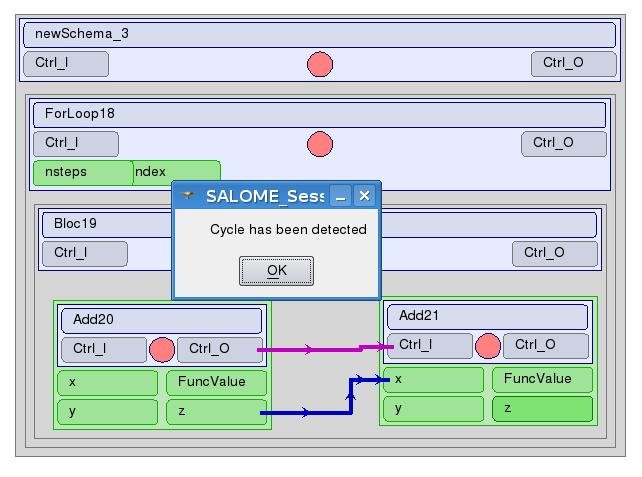 newSchema_3
Ctrl_I Ctrl_O
ForLoop18
Ctrl_I Ctrl_O
nsteps ndex
SALOME_Sess
Cycle has been detected
OK
Bloc19
Ctrl_I Ctrl_O
Add20
Ctrl_I Ctrl_O
x FuncValue
y z
Add21
Ctrl_I Ctrl_O
x FuncValue
y z